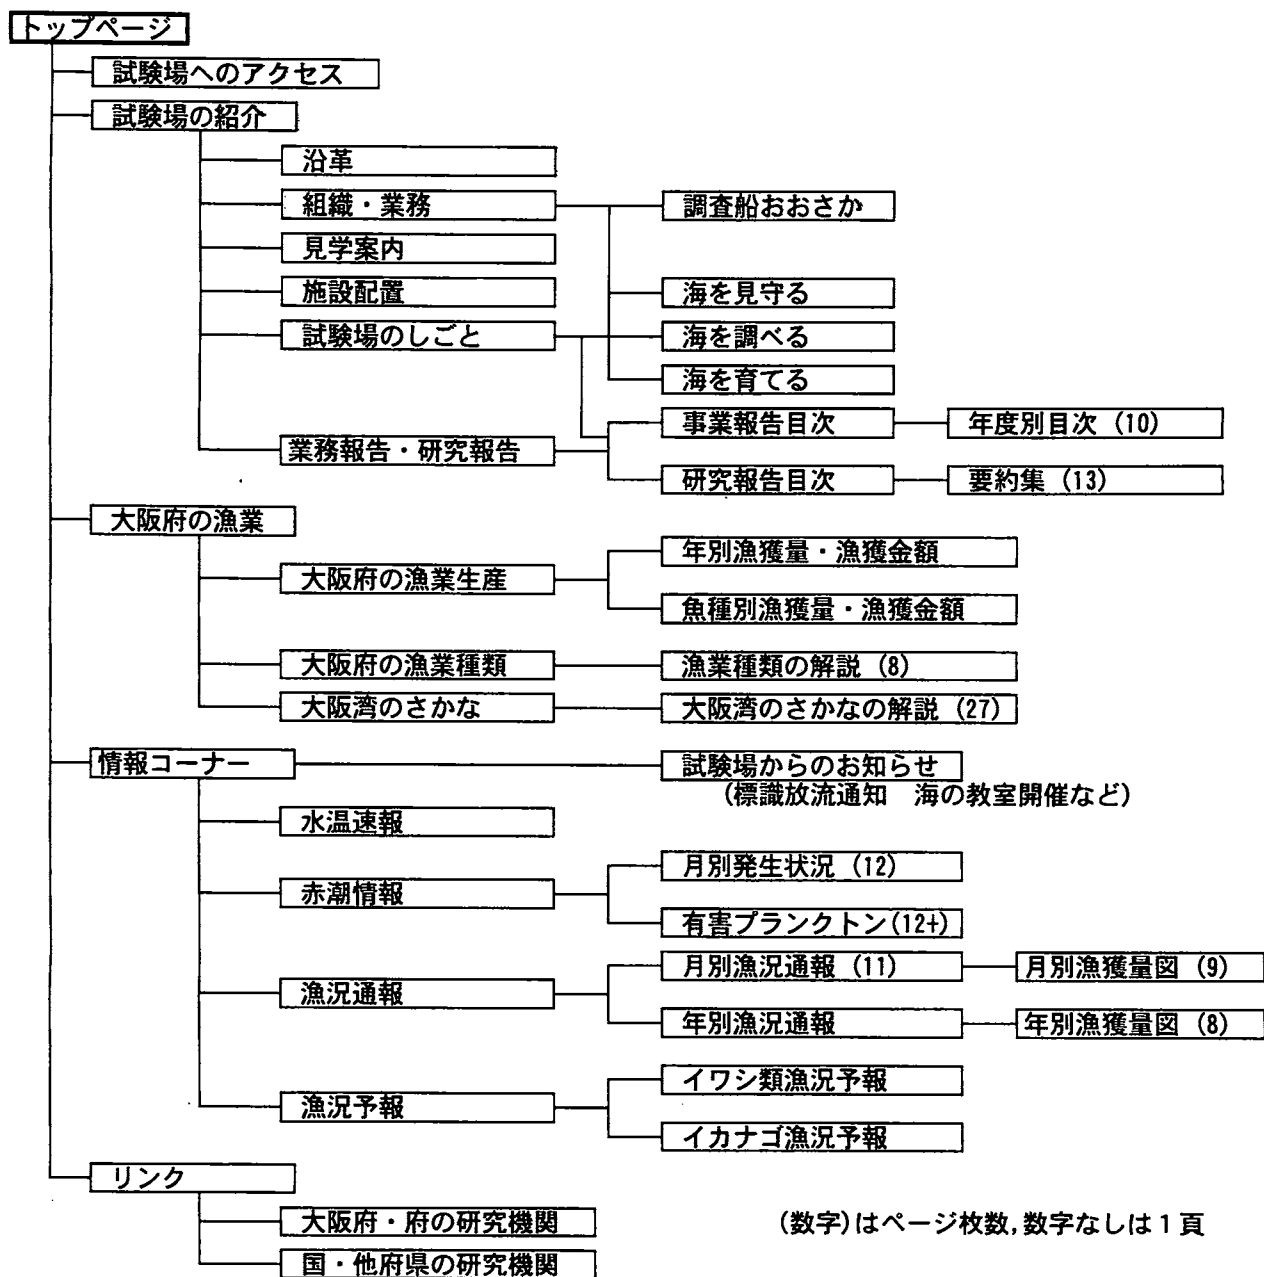 トップページ
試験場へのアクセス
試験場の紹介
沿革
組織・業務
調査船おおさか
見学案内
施設配置
海を見守る
試験場のしごと
海を調べる
海を育てる
事業報告目次
年度別目次 (10)
業務報告・研究報告
研究報告目次
要約集 (13)
大阪府の漁業
年別漁獲量・漁獲金額
大阪府の漁業生産
魚種別漁獲量・漁獲金額
大阪府の漁業種類
漁業種類の解説 (8)
大阪湾のさかな
大阪湾のさかなの解説 (27)
情報コーナー
試験場からのお知らせ
(標識放流通知 海の教室開催など)
水温速報
月別発生状況 (12)
赤潮情報
有害プランクトン(12+)
月別漁況通報 (11)
月別漁獲量図 (9)
漁況通報
年別漁況通報
年別漁獲量図 (8)
イワシ類漁況予報
漁況予報
イカナゴ漁況予報
リンク
大阪府・府の研究機関
(数字)はページ枚数,数字なしは1頁
国・他府県の研究機関